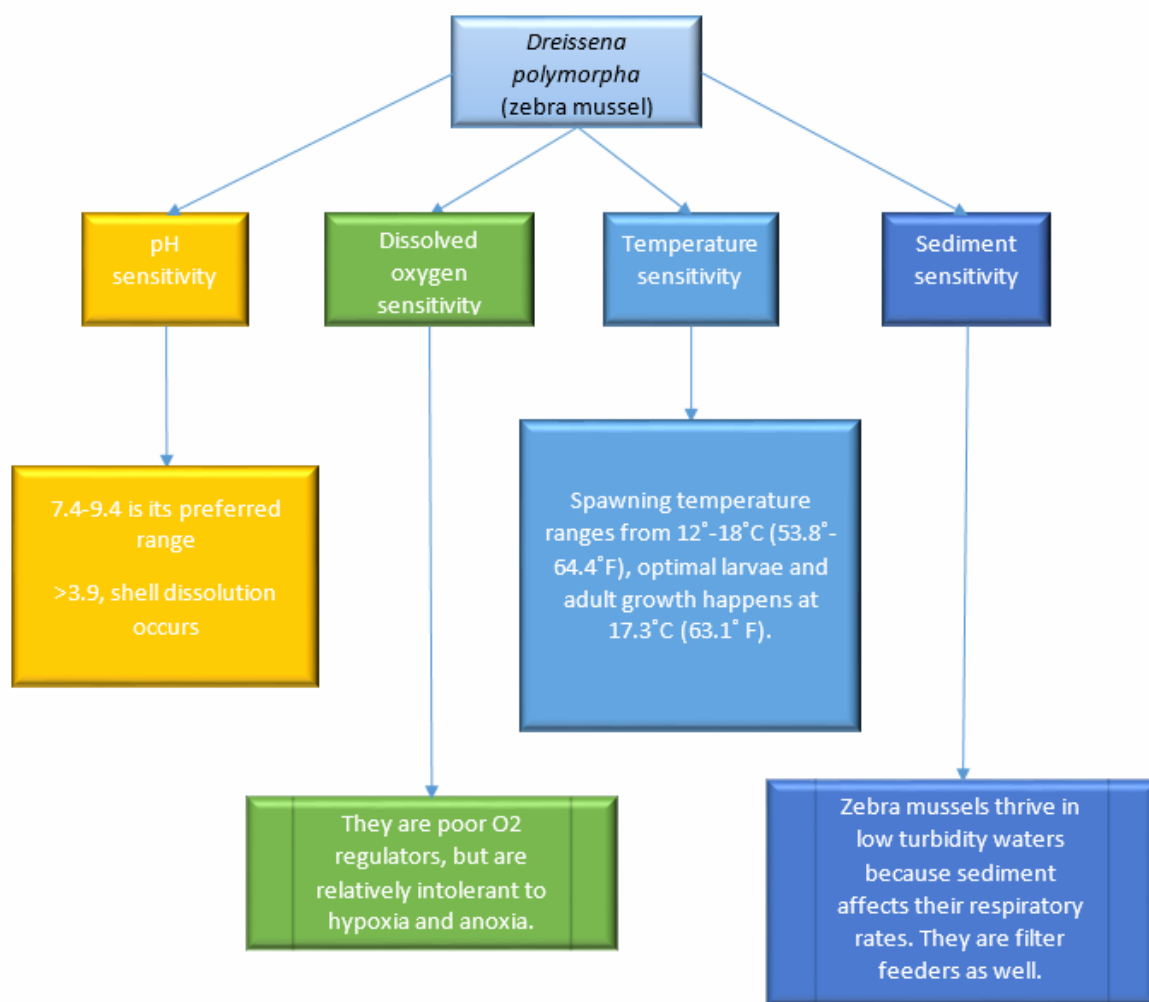 Dreissena
polymorpha
(zebra mussel)
pH
sensitivity
Dissolved
oxygen
sensitivity
Temperature
sensitivity
Sediment
sensitivity
7.4-9.4 is its preferred
range
>3.9, shell dissolution
occurs
Spawning temperature
ranges from 12˚-18˚C (53.8˚-
64.4˚F), optimal larvae and
adult growth happens at
17.3˚C (63.1˚ F).
They are poor O2
regulators, but are
relatively intolerant to
hypoxia and anoxia.
Zebra mussels thrive in
low turbidity waters
because sediment
affects their respiratory
rates. They are filter
feeders as well.